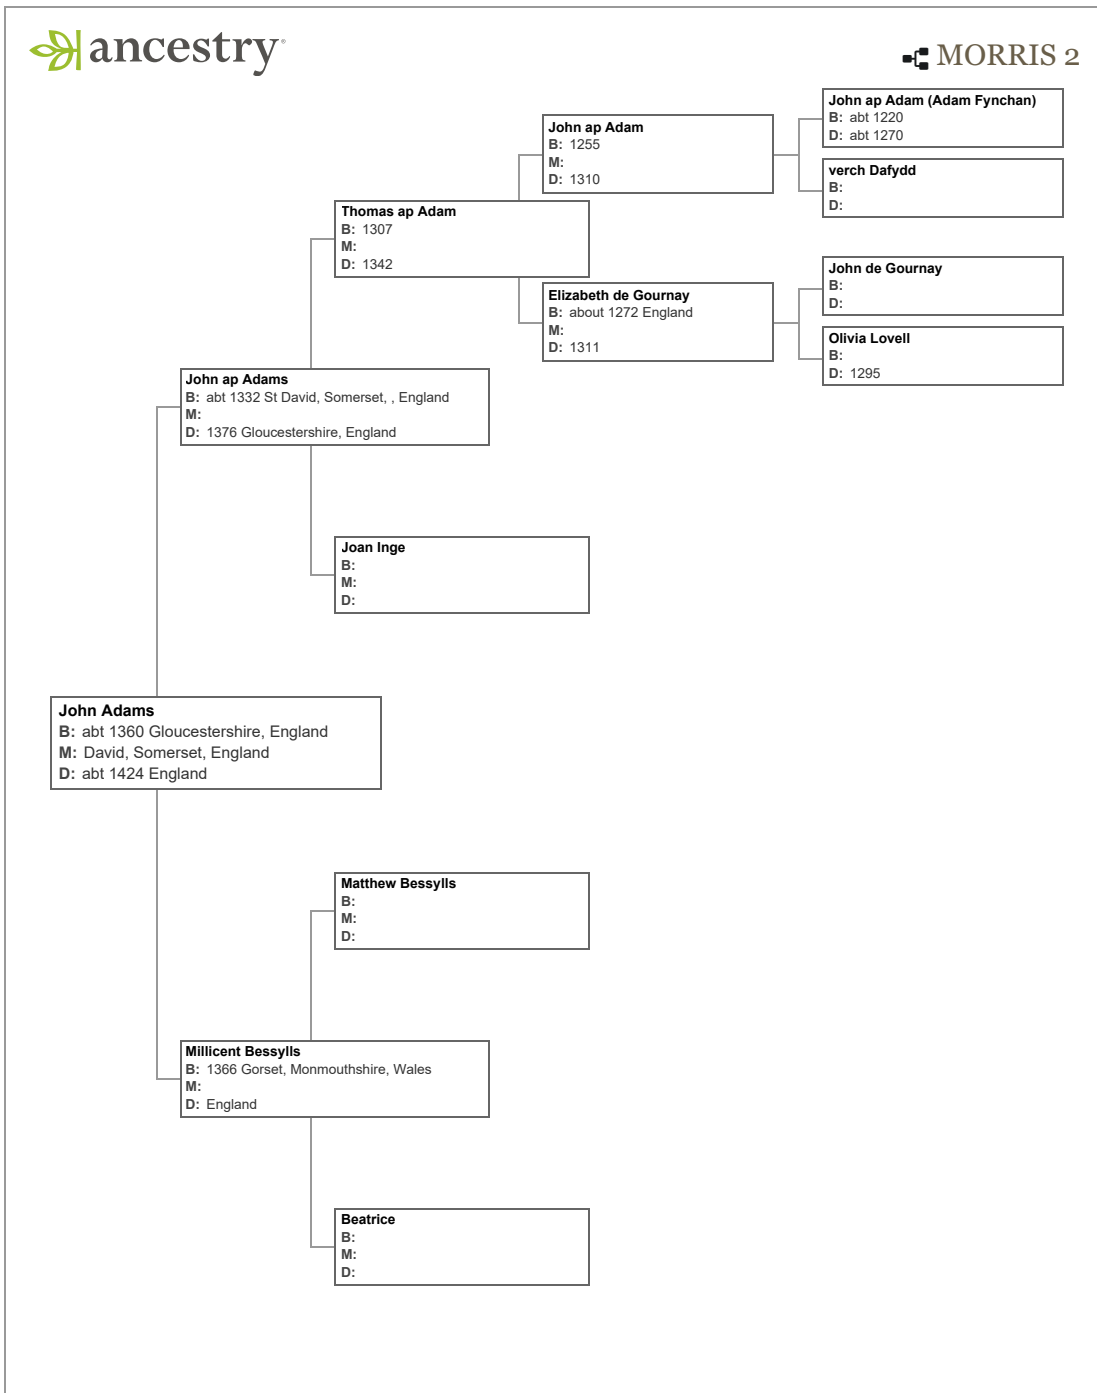 ancestry®
MORRIS 2
John ap Adam (Adam Fynchan)
B: abt 1220
D: abt 1270
John ap Adam
B: 1255
M:
D: 1310
verch Dafydd
B:
D:
Thomas ap Adam
B: 1307
M:
D: 1342
John de Gournay
B:
D:
Elizabeth de Gournay
B: about 1272 England
M:
D: 1311
Olivia Lovell
B:
D: 1295
John ap Adams
B: abt 1332 St David, Somerset, , England
M:
D: 1376 Gloucestershire, England
Joan Inge
B:
M:
D:
John Adams
B: abt 1360 Gloucestershire, England
M: David, Somerset, England
D: abt 1424 England
Matthew Bessylls
B:
M:
D:
Millicent Bessylls
B: 1366 Gorset, Monmouthshire, Wales
M:
D: England
Beatrice
B:
M:
D: